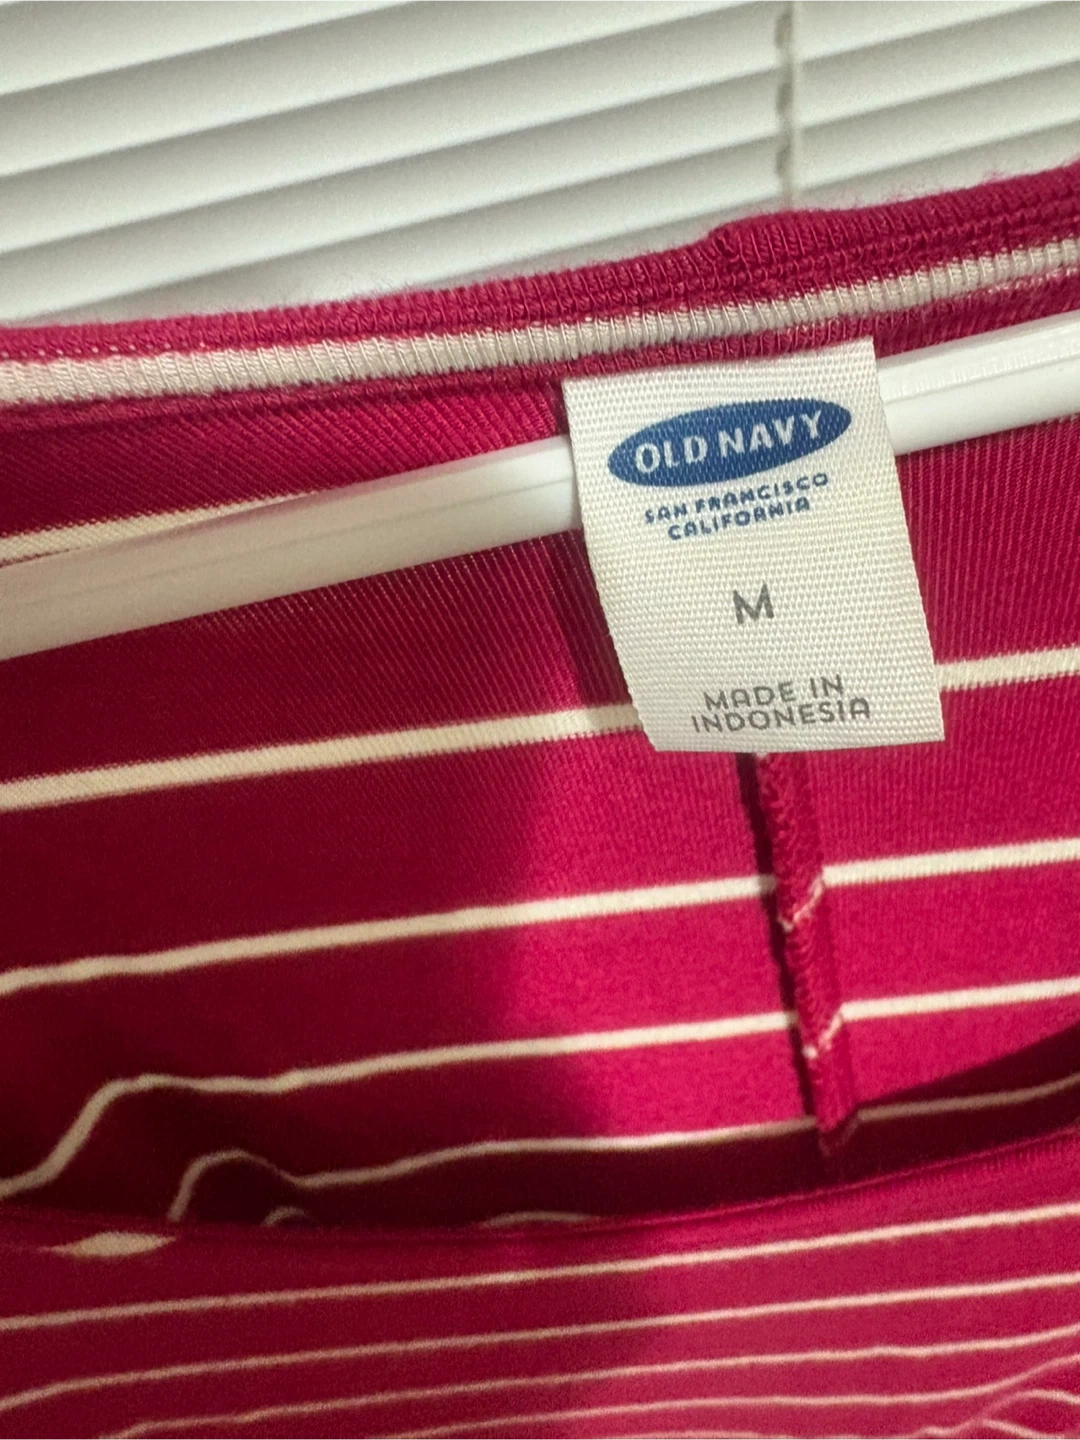 OLD NAVY
SAN FRANCISCO
CALIFORNIA
M
MADE IN
INDONESIA